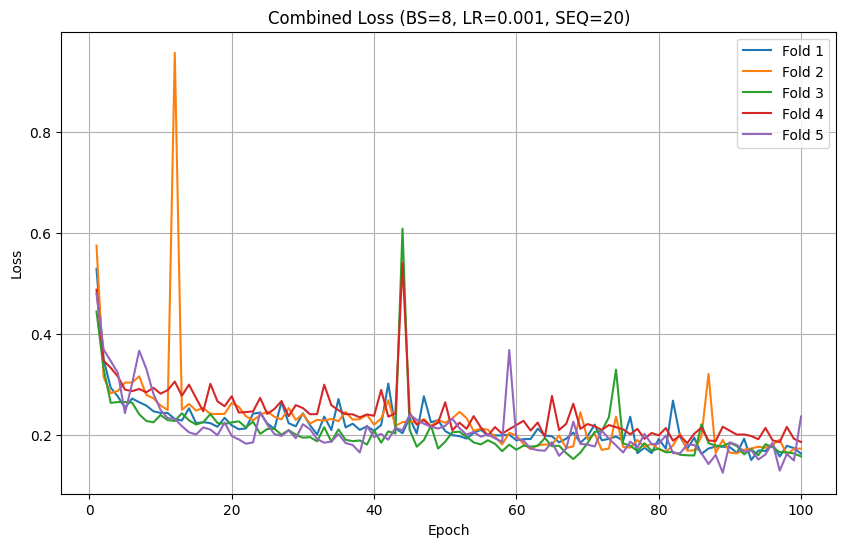 Combined Loss (BS=8, LR=0.001, SEQ=20)
Fold 1
Fold 2
Fold 3
Fold 4
Fold 5
Loss
0.8
0.6
0.4
0.2
0 20 40 60 80 100
Epoch